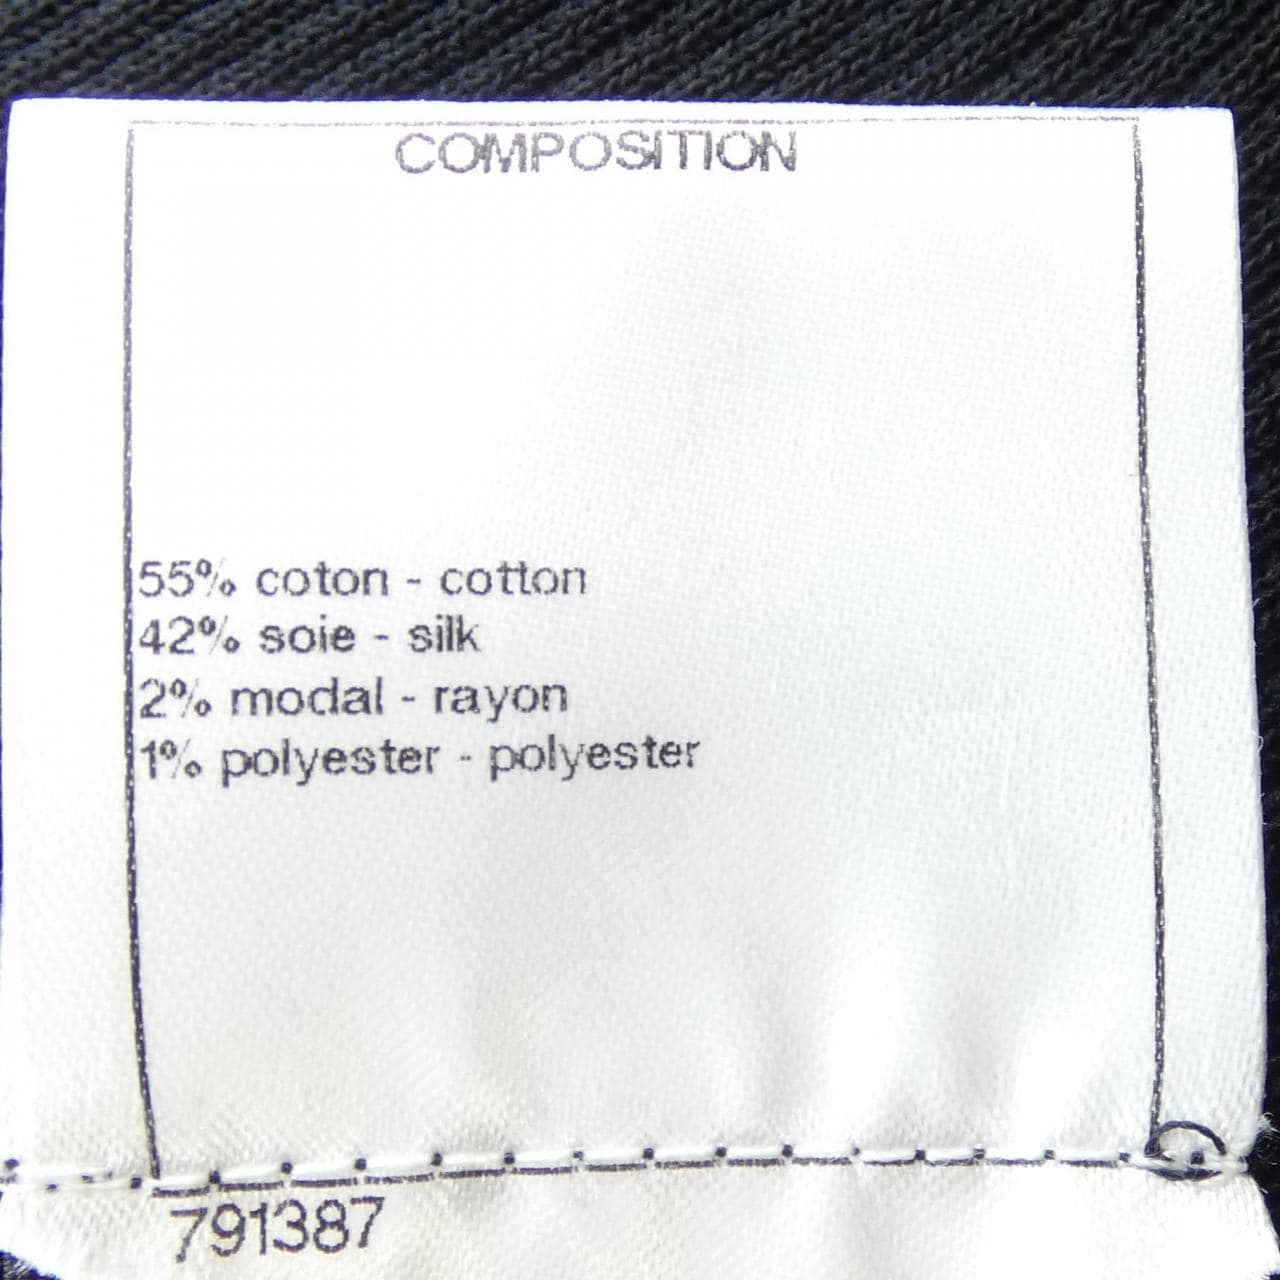 COMPOSITION
55% coton - cotton
42% soie - silk
2% modal - rayon
1% polyester - polyester
791387